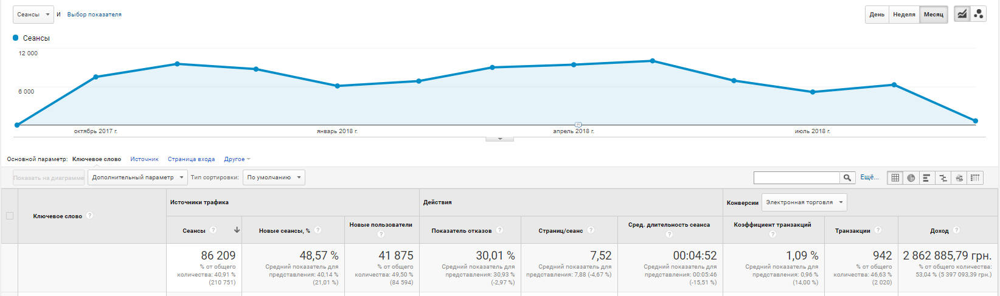 Сеансы И Выбор показателя День Неделя Месяц
Сеансы
12 000
6 000
октябрь 2017 г. январь 2018 г. апрель 2018 г. июль 2018 г.
Основной параметр: Ключевое слово Источник Страница входа Другое
Показать на диаграмме Дополнительный параметр Тип сортировки: По умолчанию Ещё...
Ключевое слово ?
Источники трафика
Действия
Конверсии Электронная торговля
Сеансы ?
Новые сеансы, % ?
Новые пользователи
?
Показатель отказов ?
Страниц/сеанс ?
Сред. длительность сеанса
?
Коэффициент транзакций
?
Транзакции ?
Доход ?
86 209
% от общего
количества: 40,91 %
(210 751)
48,57 %
Средний показатель для
представления: 40,14 %
(21,01 %)
41 875
% от общего
количества: 49,50 %
(84 594)
30,01 %
Средний показатель для
представления: 30,93 %
(-2,97 %)
7,52
Средний показатель для
представления: 7,88 (-4,67 %)
00:04:52
Средний показатель для
представления: 00:05:46
(-15,51 %)
1,09 %
Средний показатель для
представления: 0,96 %
(14,00 %)
942
% от общего
количества: 46,63 %
(2 020)
2 862 885,79 грн.
% от общего количества:
53,04 % (5 397 093,39 грн.)